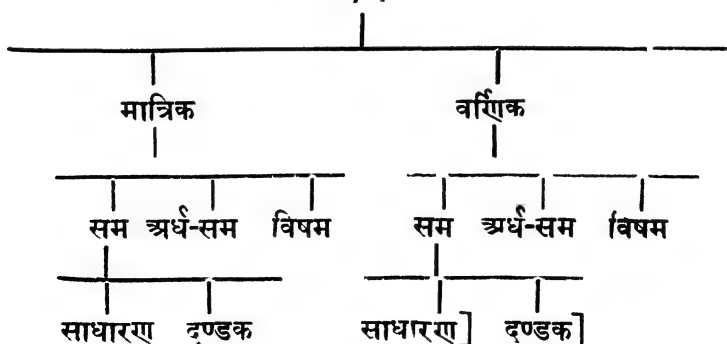 मात्रिक वर्णिक
सम अर्ध-सम विषम सम अर्ध-सम विषम
साधारण दण्डक साधारण] दण्डक]